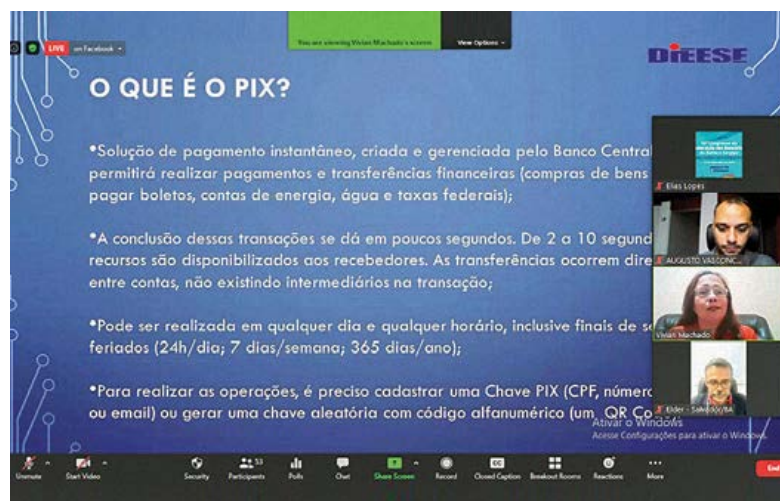 LIVE on Facebook
You are viewing Vivian Machado's screen
View Options
DIEESE
O QUE É O PIX?
•Solução de pagamento instantâneo, criada e gerenciada pelo Banco Central
permitirá realizar pagamentos e transferências financeiras (compras de bens
pagar boletos, contas de energia, água e taxas federais);
•A conclusão dessas transações se dá em poucos segundos. De 2 a 10 segund
recursos são disponibilizados aos recebedores. As transferências ocorrem dire
entre contas, não existindo intermediários na transação;
•Pode ser realizada em qualquer dia e qualquer horário, inclusive finais de se
feriados (24h/dia; 7 dias/semana; 365 dias/ano);
•Para realizar as operações, é preciso cadastrar uma Chave PIX (CPF, número
ou email) ou gerar uma chave aleatória com código alfanumérico (um QR Co
Elias Lopes
AUGUSTO VASCONC...
Vivian Machado
Elder - Salvador/BA
Ativar o Windows
Acesse Configurações para ativar o Windows.
Unmute
Start Video
Security
Participants
53
Polls
Chat
Share Screen
Record
CC
Closed Caption
Breakout Rooms
Reactions
More
End